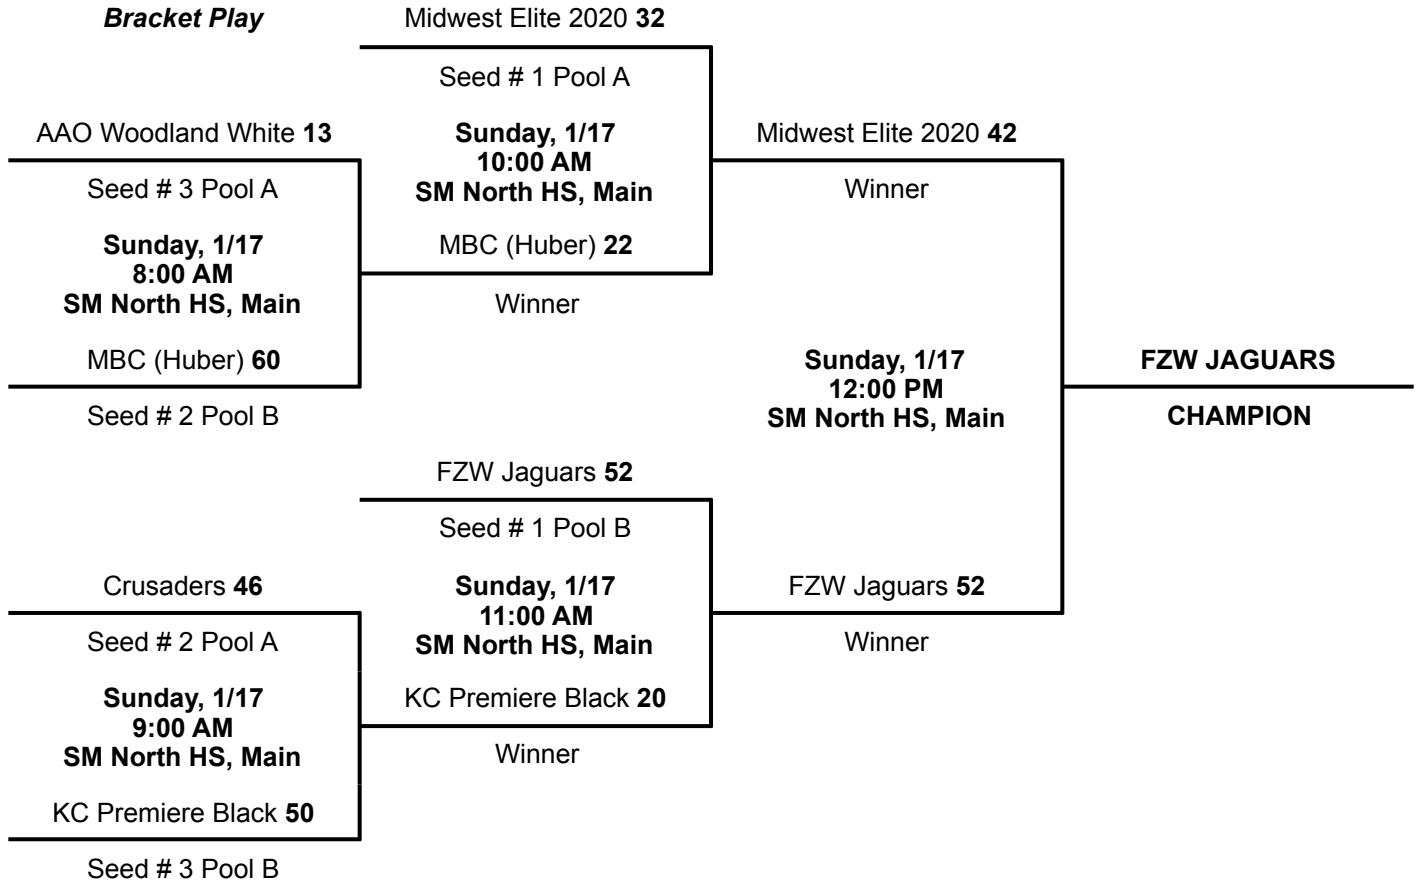 Bracket Play
Midwest Elite 2020 32
Seed # 1 Pool A
AAO Woodland White 13
Sunday, 1/17
10:00 AM
SM North HS, Main
Midwest Elite 2020 42
Seed # 3 Pool A
Winner
Sunday, 1/17
8:00 AM
SM North HS, Main
MBC (Huber) 22
Winner
MBC (Huber) 60
Seed # 2 Pool B
Sunday, 1/17
12:00 PM
SM North HS, Main
FZW JAGUARS
CHAMPION
FZW Jaguars 52
Seed # 1 Pool B
Crusaders 46
Sunday, 1/17
11:00 AM
SM North HS, Main
FZW Jaguars 52
Seed # 2 Pool A
Winner
Sunday, 1/17
9:00 AM
SM North HS, Main
KC Premiere Black 20
Winner
KC Premiere Black 50
Seed # 3 Pool B